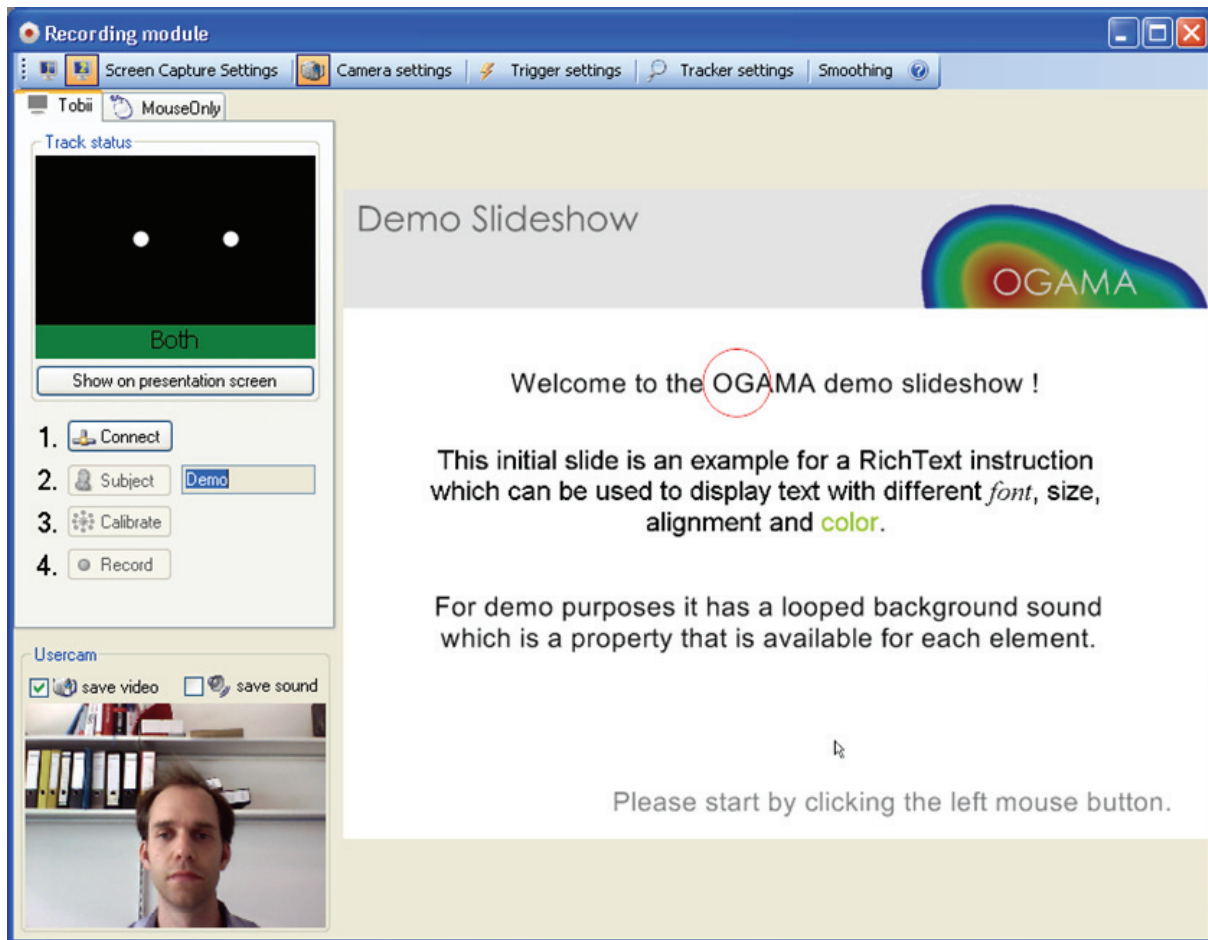 Recording module
Screen Capture Settings Camera settings Trigger settings Tracker settings Smoothing
Tobii MouseOnly
Track status
Both
Show on presentation screen
1. Connect
2. Subject Demo
3. Calibrate
4. Record
Usercam
save video save sound
Demo Slideshow
OGAMA
Welcome to the OGAMA demo slideshow !
This initial slide is an example for a RichText instruction
which can be used to display text with different font, size,
alignment and color.
For demo purposes it has a looped background sound
which is a property that is available for each element.
Please start by clicking the left mouse button.